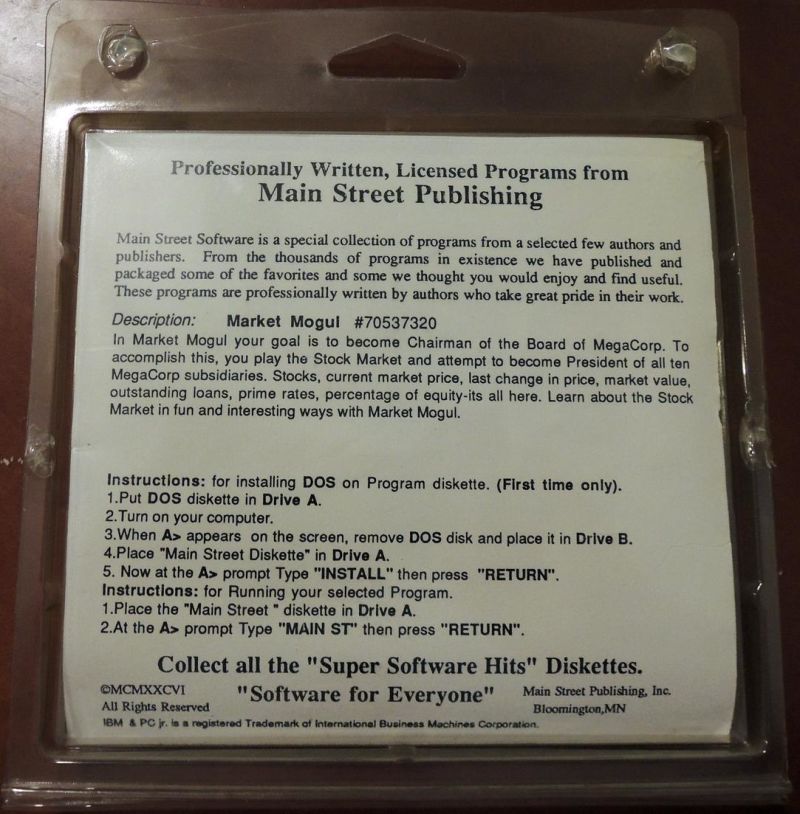 Professionally Written, Licensed Programs from
Main Street Publishing
Main Street Software is a special collection of programs from a selected few authors and
publishers. From the thousands of programs in existence we have published and
packaged some of the favorites and some we thought you would enjoy and find useful.
These programs are professionally written by authors who take great pride in their work.
Description: Market Mogul #70537320
In Market Mogul your goal is to become Chairman of the Board of MegaCorp. To
accomplish this, you play the Stock Market and attempt to become President of all ten
MegaCorp subsidiaries. Stocks, current market price, last change in price, market value,
outstanding loans, prime rates, percentage of equity-its all here. Learn about the Stock
Market in fun and interesting ways with Market Mogul.
Instructions: for installing DOS on Program diskette. (First time only).
1.Put DOS diskette in Drive A.
2.Turn on your computer.
3.When A> appears on the screen, remove DOS disk and place it in Drive B.
4.Place "Main Street Diskette" in Drive A.
5. Now at the A> prompt Type "INSTALL" then press "RETURN".
Instructions: for Running your selected Program.
1.Place the "Main Street " diskette in Drive A.
2.At the A> prompt Type "MAIN ST" then press "RETURN".
Collect all the "Super Software Hits" Diskettes.
©MCMXXCVI "Software for Everyone" Main Street Publishing, Inc.
All Rights Reserved Bloomington,MN
IBM & PC jr. is a registered Trademark of International Business Machines Corporation.